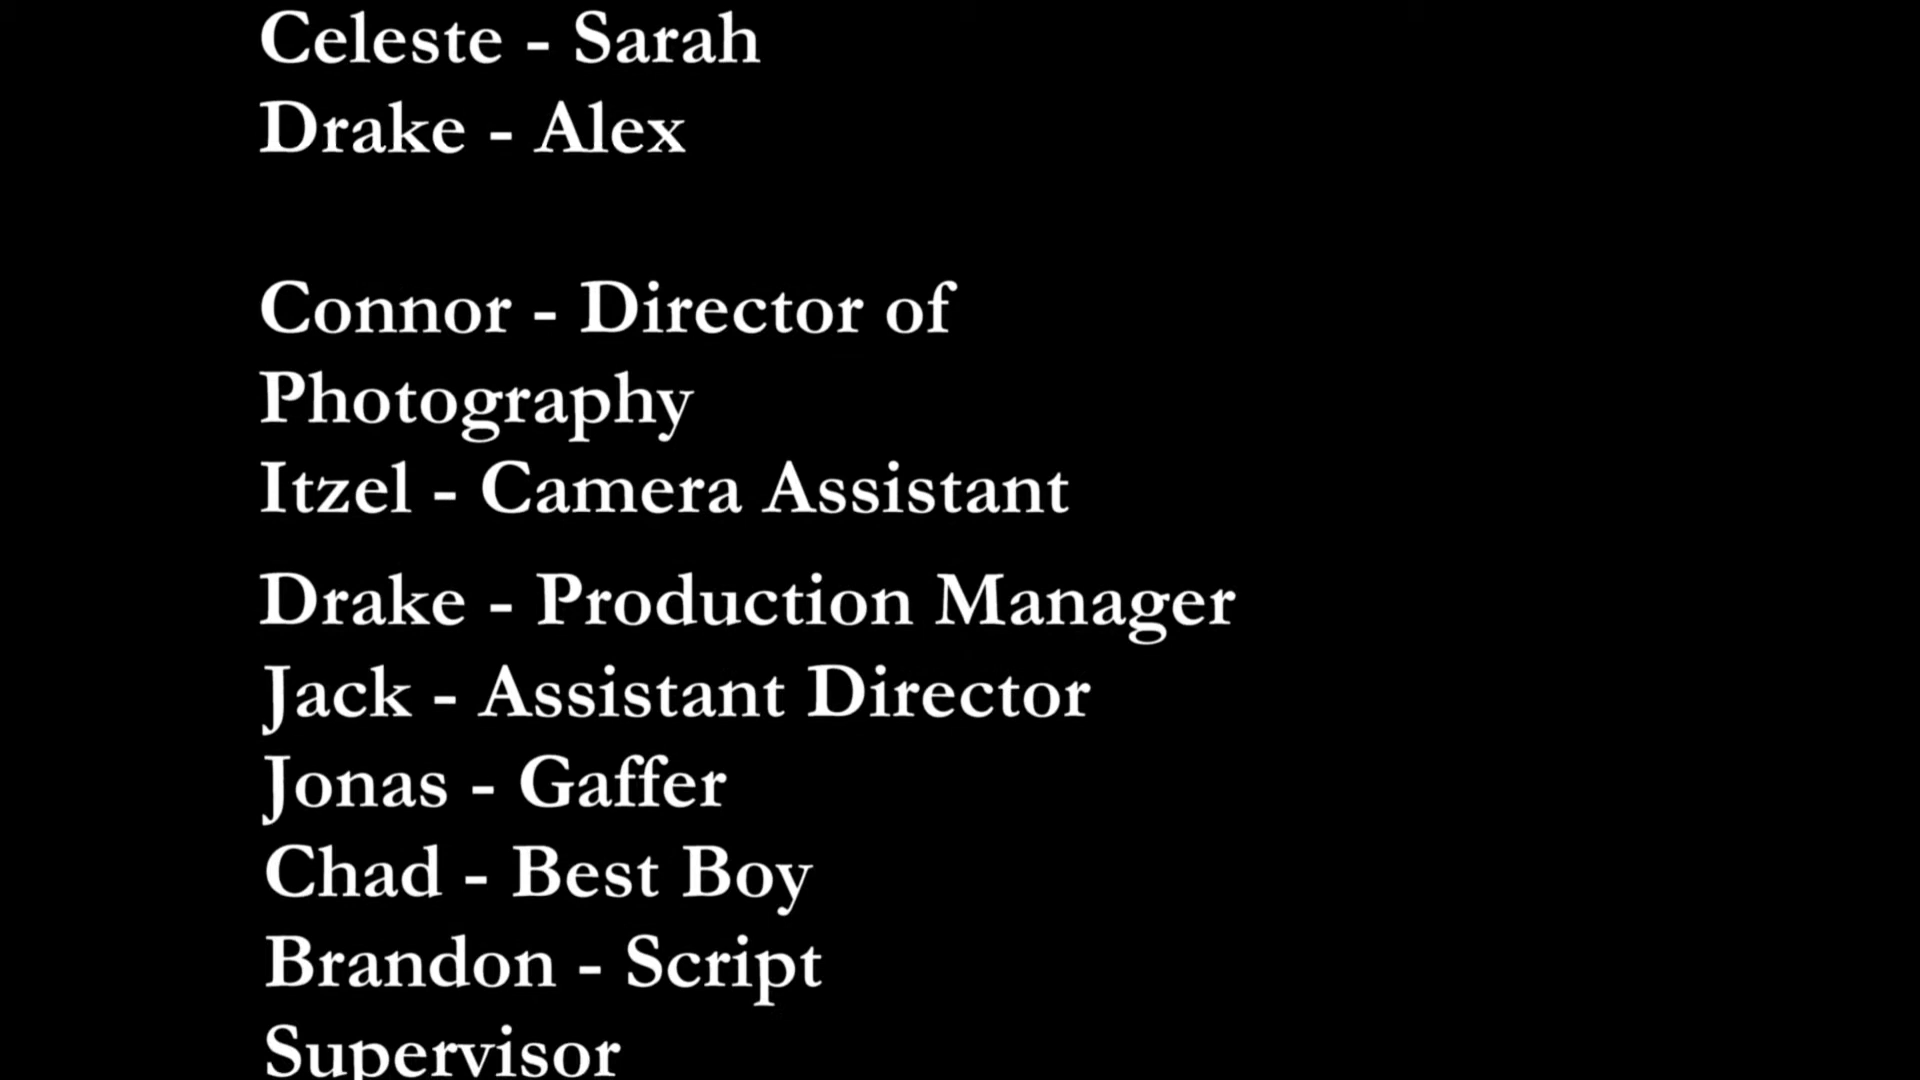 Celeste - Sarah
Drake - Alex
Connor - Director of
Photography
Itzel - Camera Assistant
Drake - Production Manager
Jack - Assistant Director
Jonas - Gaffer
Chad - Best Boy
Brandon - Script
Supervisor